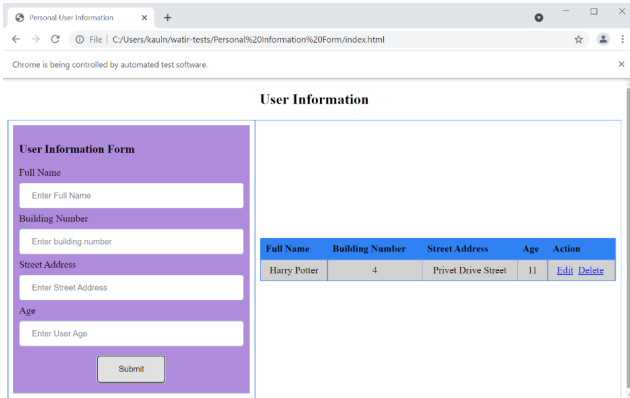 Personal User Information
File | C:/Users/kauln/watir-tests/Personal%20Information%20Form/index.html
Chrome is being controlled by automated test software.
User Information
User Information Form
Full Name
Enter Full Name
Building Number
Enter building number
Street Address
Enter Street Address
Age
Enter User Age
Submit
Full Name Building Number Street Address Age Action
Harry Potter 4 Privet Drive Street 11 Edit Delete